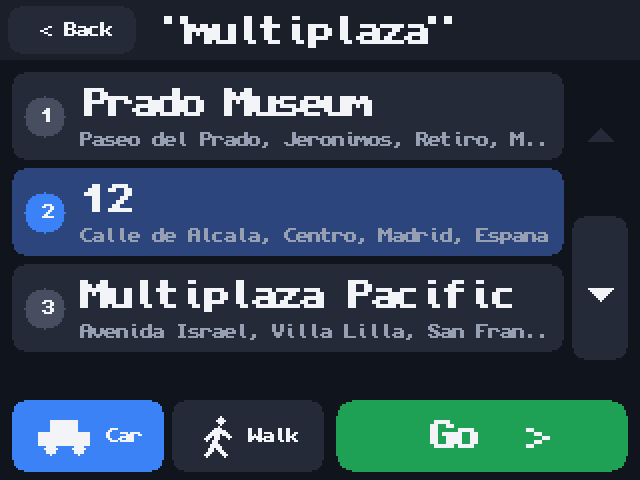 < Back
"multiplaza"
1
Prado Museum
Paseo del Prado, Jeronimos, Retiro, M..
2
12
Calle de Alcala, Centro, Madrid, Espana
3
Multiplaza Pacific
Avenida Israel, Villa Lilla, San Fran..
Car
Walk
Go >